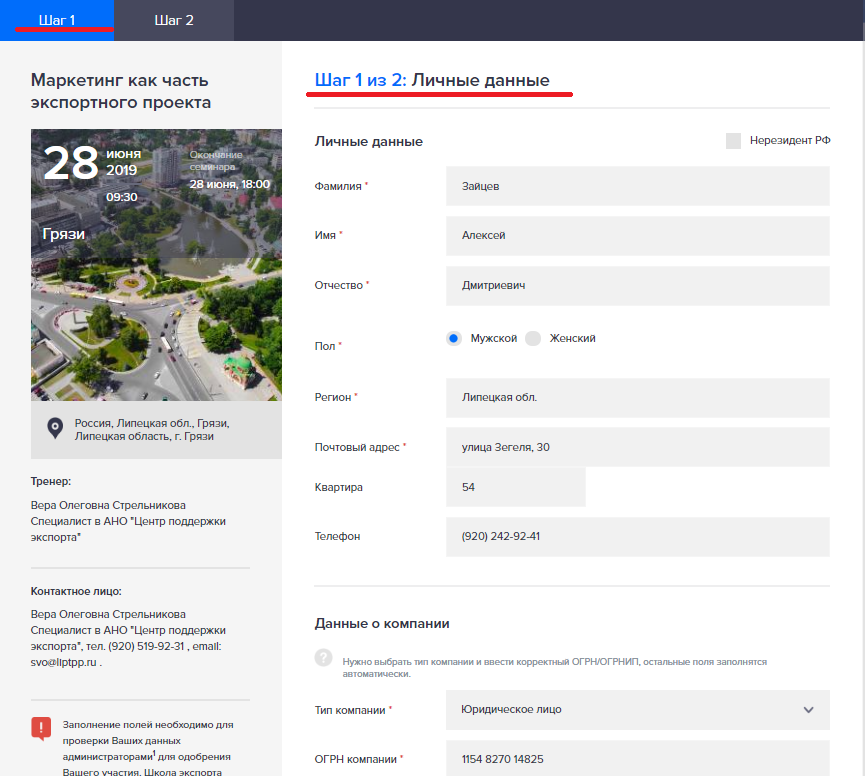 Шаг 1
Шаг 2
Маркетинг как часть
экспортного проекта
28
июня
2019
09:30
Окончание
семинара
28 июня, 18:00
Грязи
Россия, Липецкая обл., Грязи,
Липецкая область, г. Грязи
Тренер:
Вера Олеговна Стрельникова
Специалист в АНО "Центр поддержки
экспорта"
Контактное лицо:
Вера Олеговна Стрельникова
Специалист в АНО "Центр поддержки
экспорта", тел. (920) 519-92-31 , email:
svo@liptpp.ru .
!
Заполнение полей необходимо для
проверки Ваших данных
администраторами¹ для одобрения
Вашего участия. Школа экспорта
Шаг 1 из 2: Личные данные
Личные данные
Нерезидент РФ
Фамилия *
Зайцев
Имя *
Алексей
Отчество *
Дмитриевич
Пол *
Мужской
Женский
Регион *
Липецкая обл.
Почтовый адрес *
улица Зегеля, 30
Квартира
54
Телефон
(920) 242-92-41
Данные о компании
?
Нужно выбрать тип компании и ввести корректный ОГРН/ОГРНИП, остальные поля заполнятся
автоматически.
Тип компании *
Юридическое лицо
ОГРН компании *
1154 8270 14825